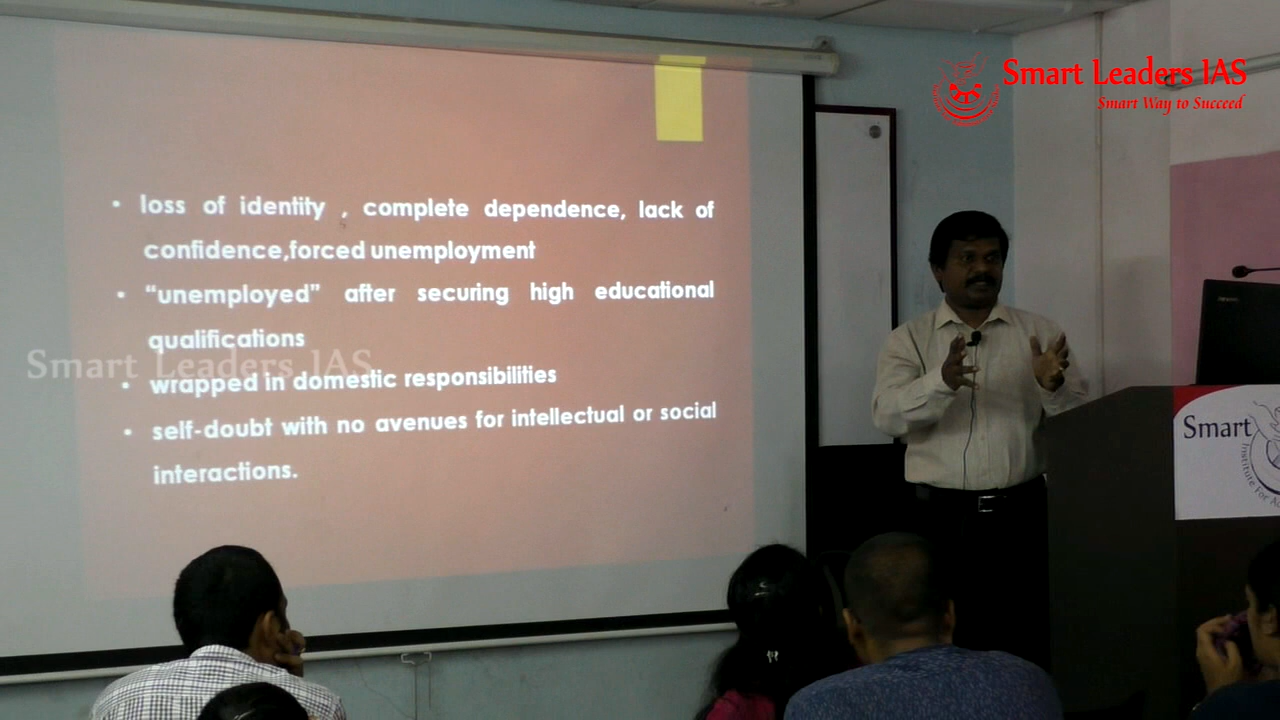 Smart Leaders IAS
Smart Way to Succeed
• loss of identity , complete dependence, lack of
confidence,forced unemployment
• “unemployed” after securing high educational
qualifications
Smart Leaders IAS
• wrapped in domestic responsibilities
• self-doubt with no avenues for intellectual or social
interactions.
Smart
Institute For